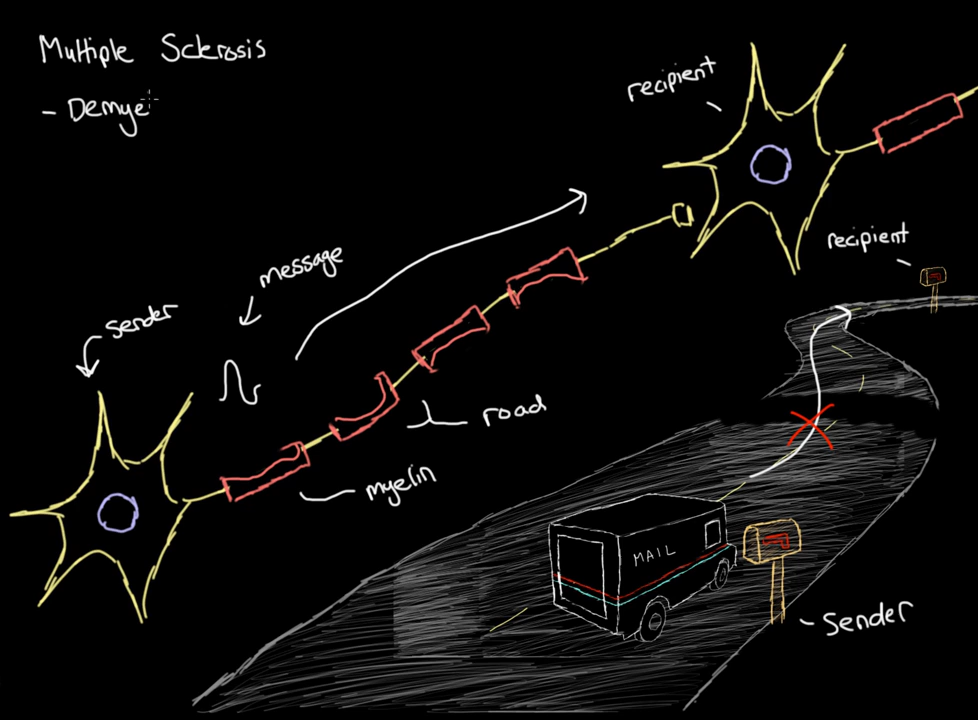 Multiple Sclerosis
- Demye
recipient
recipient
message
sender
road
myelin
MAIL
sender